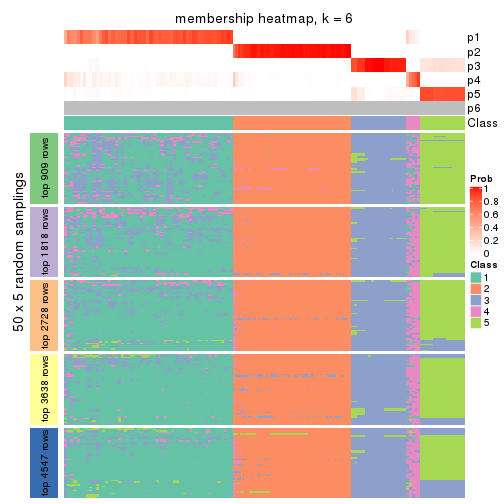 membership heatmap, k = 6
p1
p2
p3
p4
p5
p6
Class
50 x 5 random samplings
top 909 rows
top 1818 rows
top 2728 rows
top 3638 rows
top 4547 rows
Prob
1
0.8
0.6
0.4
0.2
0
Class
1
2
3
4
5